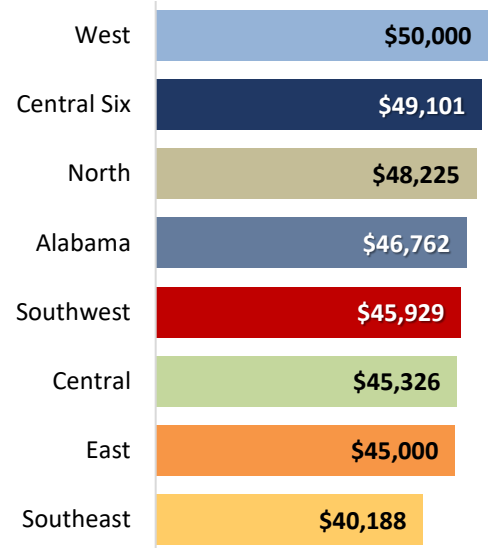 West $50,000
Central Six $49,101
North $48,225
Alabama $46,762
Southwest $45,929
Central $45,326
East $45,000
Southeast $40,188